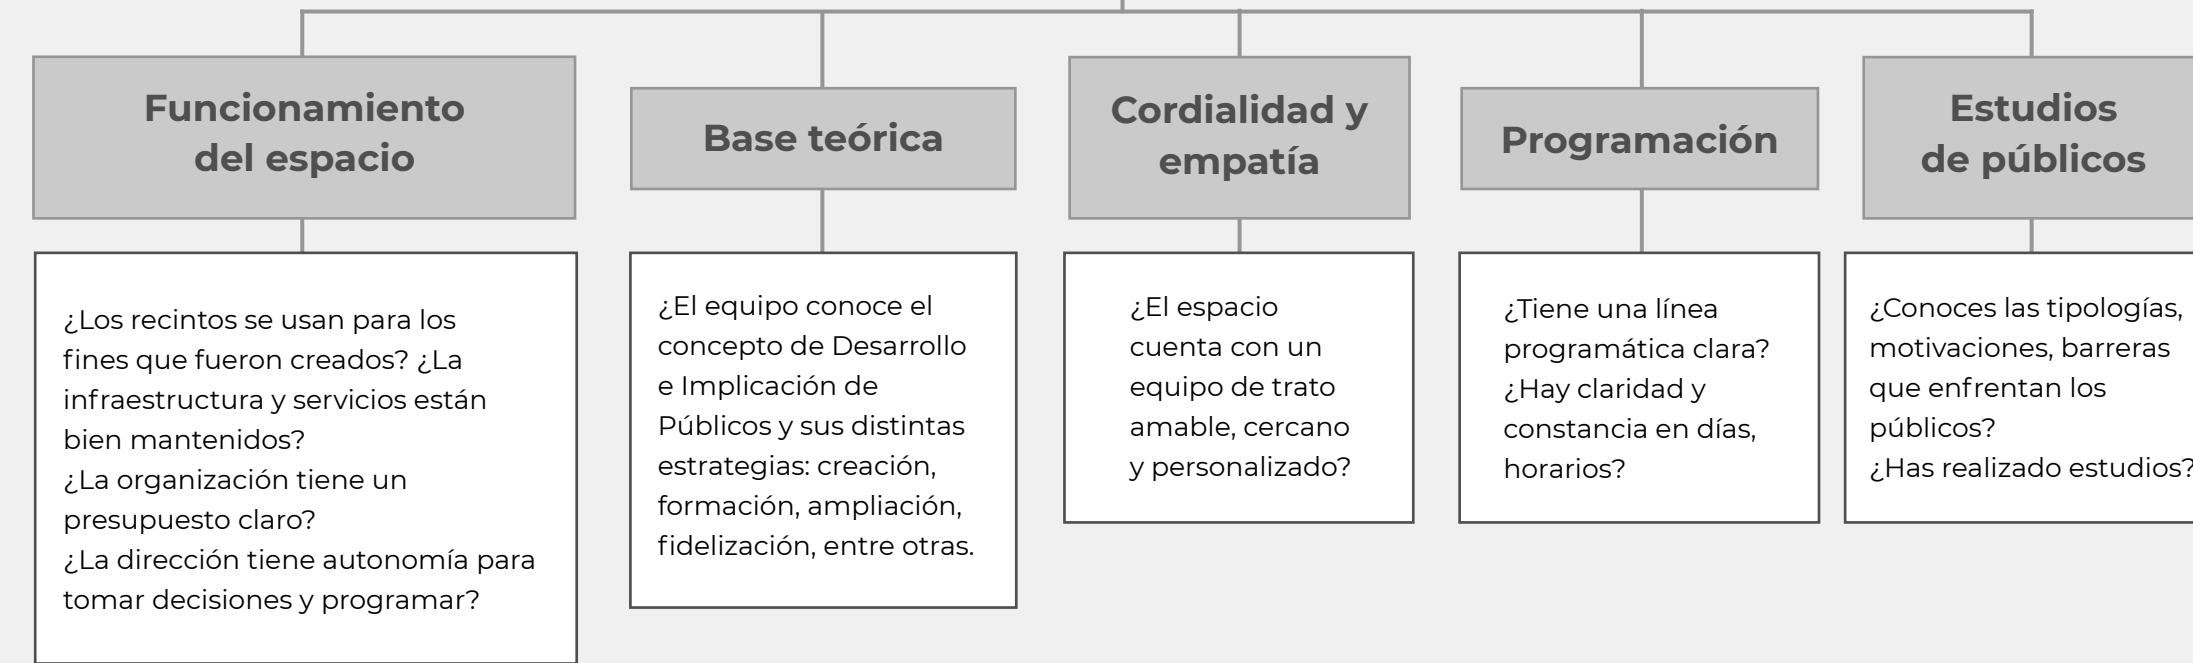 Funcionamiento
del espacio
¿Los recintos se usan para los
fines que fueron creados? ¿La
infraestructura y servicios están
bien mantenidos?
¿La organización tiene un
presupuesto claro?
¿La dirección tiene autonomía para
tomar decisiones y programar?
Base teórica
¿El equipo conoce el
concepto de Desarrollo
e Implicación de
Públicos y sus distintas
estrategias: creación,
formación, ampliación,
fidelización, entre otras.
Cordialidad y
empatía
¿El espacio
cuenta con un
equipo de trato
amable, cercano
y personalizado?
Programación
¿Tiene una línea
programática clara?
¿Hay claridad y
constancia en días,
horarios?
Estudios
de públicos
¿Conoces las tipologías,
motivaciones, barreras
que enfrentan los
públicos?
¿Has realizado estudios?